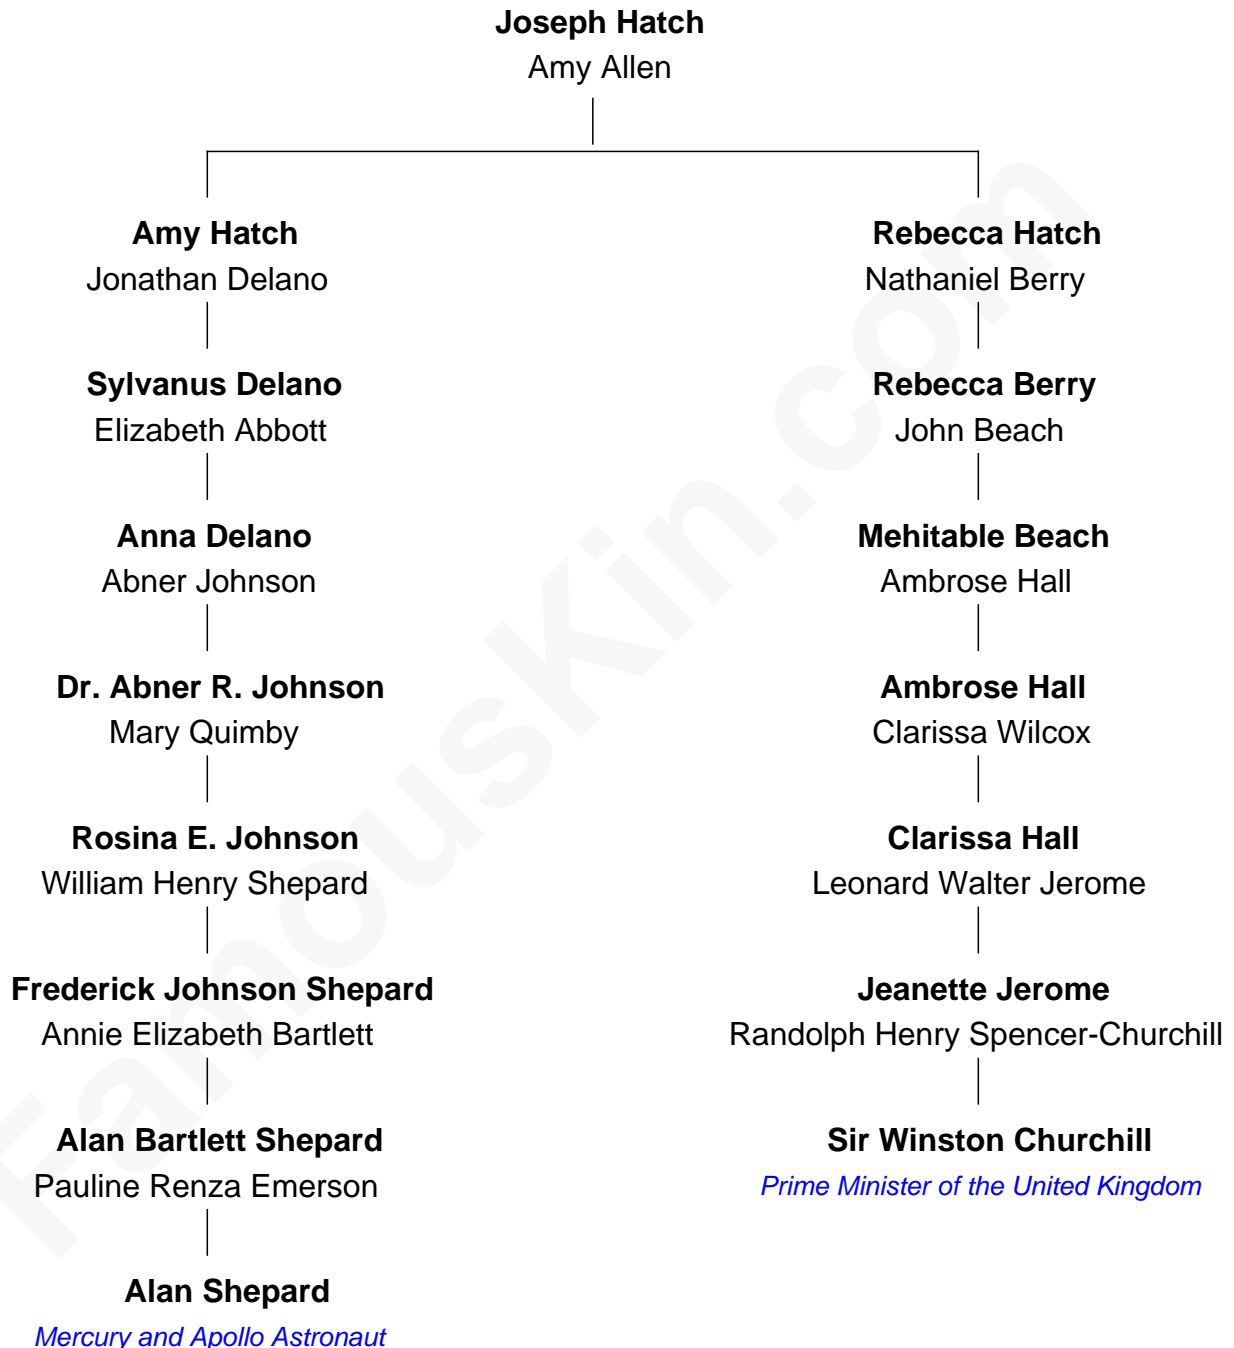 Joseph Hatch
Amy Allen
Amy Hatch
Jonathan Delano
Rebecca Hatch
Nathaniel Berry
Sylvanus Delano
Elizabeth Abbott
Rebecca Berry
John Beach
Anna Delano
Abner Johnson
Mehitable Beach
Ambrose Hall
Dr. Abner R. Johnson
Mary Quimby
Ambrose Hall
Clarissa Wilcox
Rosina E. Johnson
William Henry Shepard
Clarissa Hall
Leonard Walter Jerome
Frederick Johnson Shepard
Annie Elizabeth Bartlett
Jeanette Jerome
Randolph Henry Spencer-Churchill
Alan Bartlett Shepard
Pauline Renza Emerson
Sir Winston Churchill
Prime Minister of the United Kingdom
Alan Shepard
Mercury and Apollo Astronaut
FamousKin.com